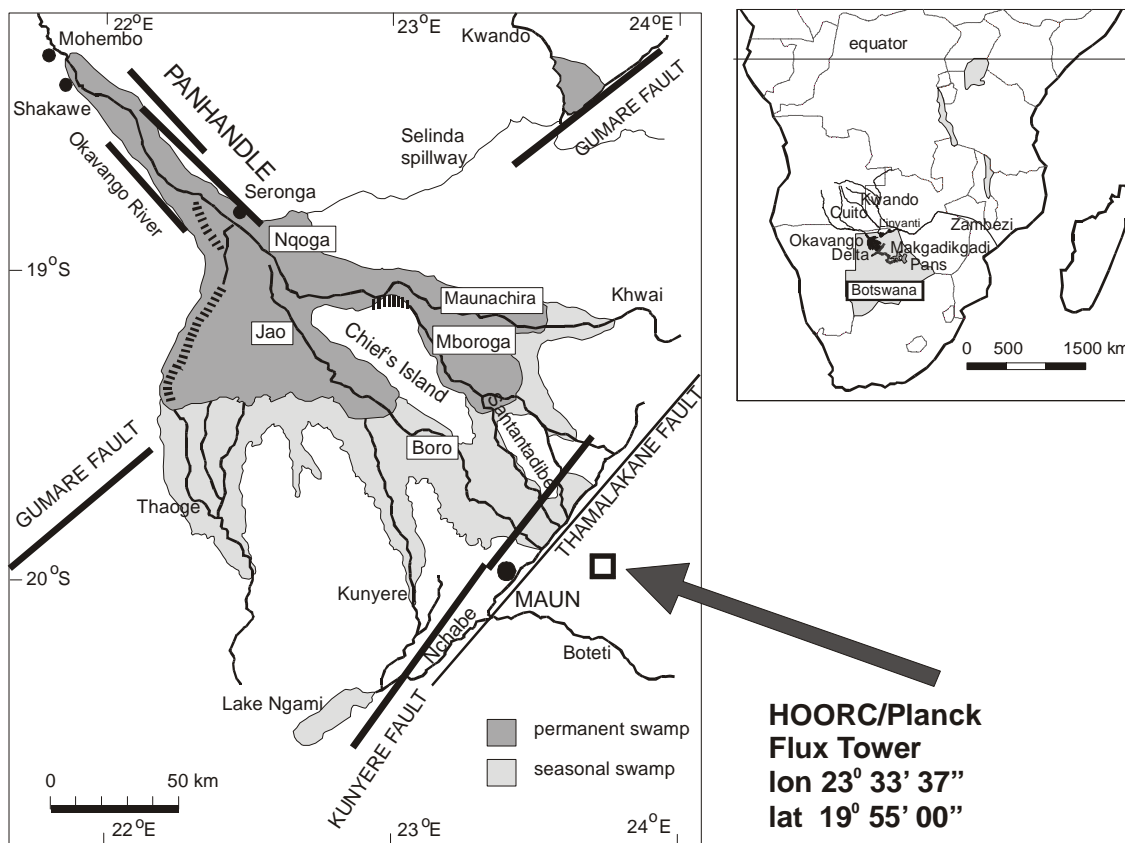 22°E
23°E
24°E
Mohembo
Kwando
Shakawe
PANHANDLE
GUMARE FAULT
Okavango River
Selinda
spillway
Seronga
Nqoga
19°S
Maunachira
Khwai
Jao
Mboroga
Chief's Island
Santantadibe
Boro
GUMARE FAULT
THAMALAKANE FAULT
Thaoge
20°S
Kunyere
MAUN
Nchabe
Boteti
Lake Ngami
KUNYERE FAULT
permanent swamp
seasonal swamp
0 50 km
22°E
23°E
24°E
equator
Kwando
Cuito
Linyanti
Zambezi
Okavango
Delta
Makgadikgadi
Pans
Botswana
0 500 1500 km
HOORC/Planck
Flux Tower
lon 23⁰ 33' 37”
lat 19⁰ 55' 00”